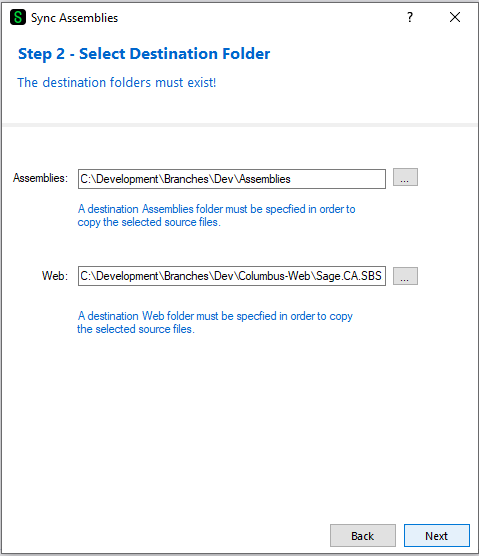 Sync Assemblies
Step 2 - Select Destination Folder
The destination folders must exist!
Assemblies: C:\Development\Branches\Dev\Assemblies ...
A destination Assemblies folder must be specfied in order to
copy the selected source files.
Web: C:\Development\Branches\Dev\Columbus-Web\Sage.CA.SBS ...
A destination Web folder must be specfied in order to copy
the selected source files.
Back Next